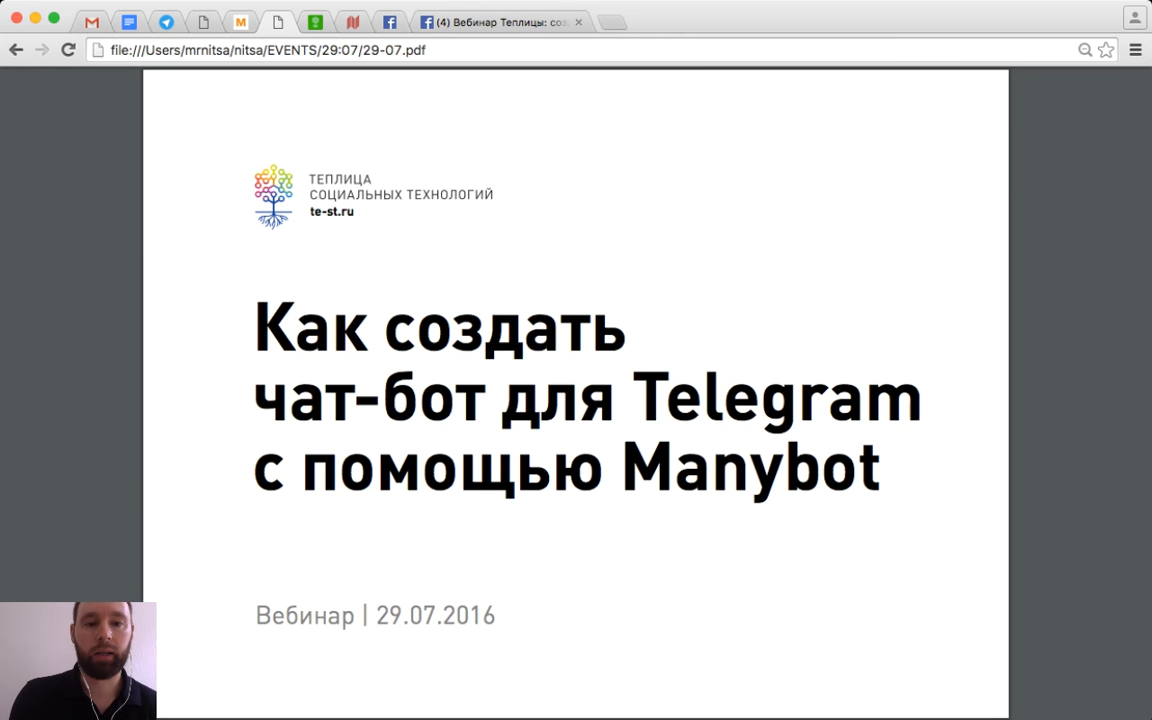 (4) Вебинар Теплицы: соз
file:///Users/mrnitsa/nitsa/EVENTS/29:07/29-07.pdf
ТЕПЛИЦА
СОЦИАЛЬНЫХ ТЕХНОЛОГИЙ
te-st.ru
Как создать
чат-бот для Telegram
с помощью Manybot
Вебинар | 29.07.2016